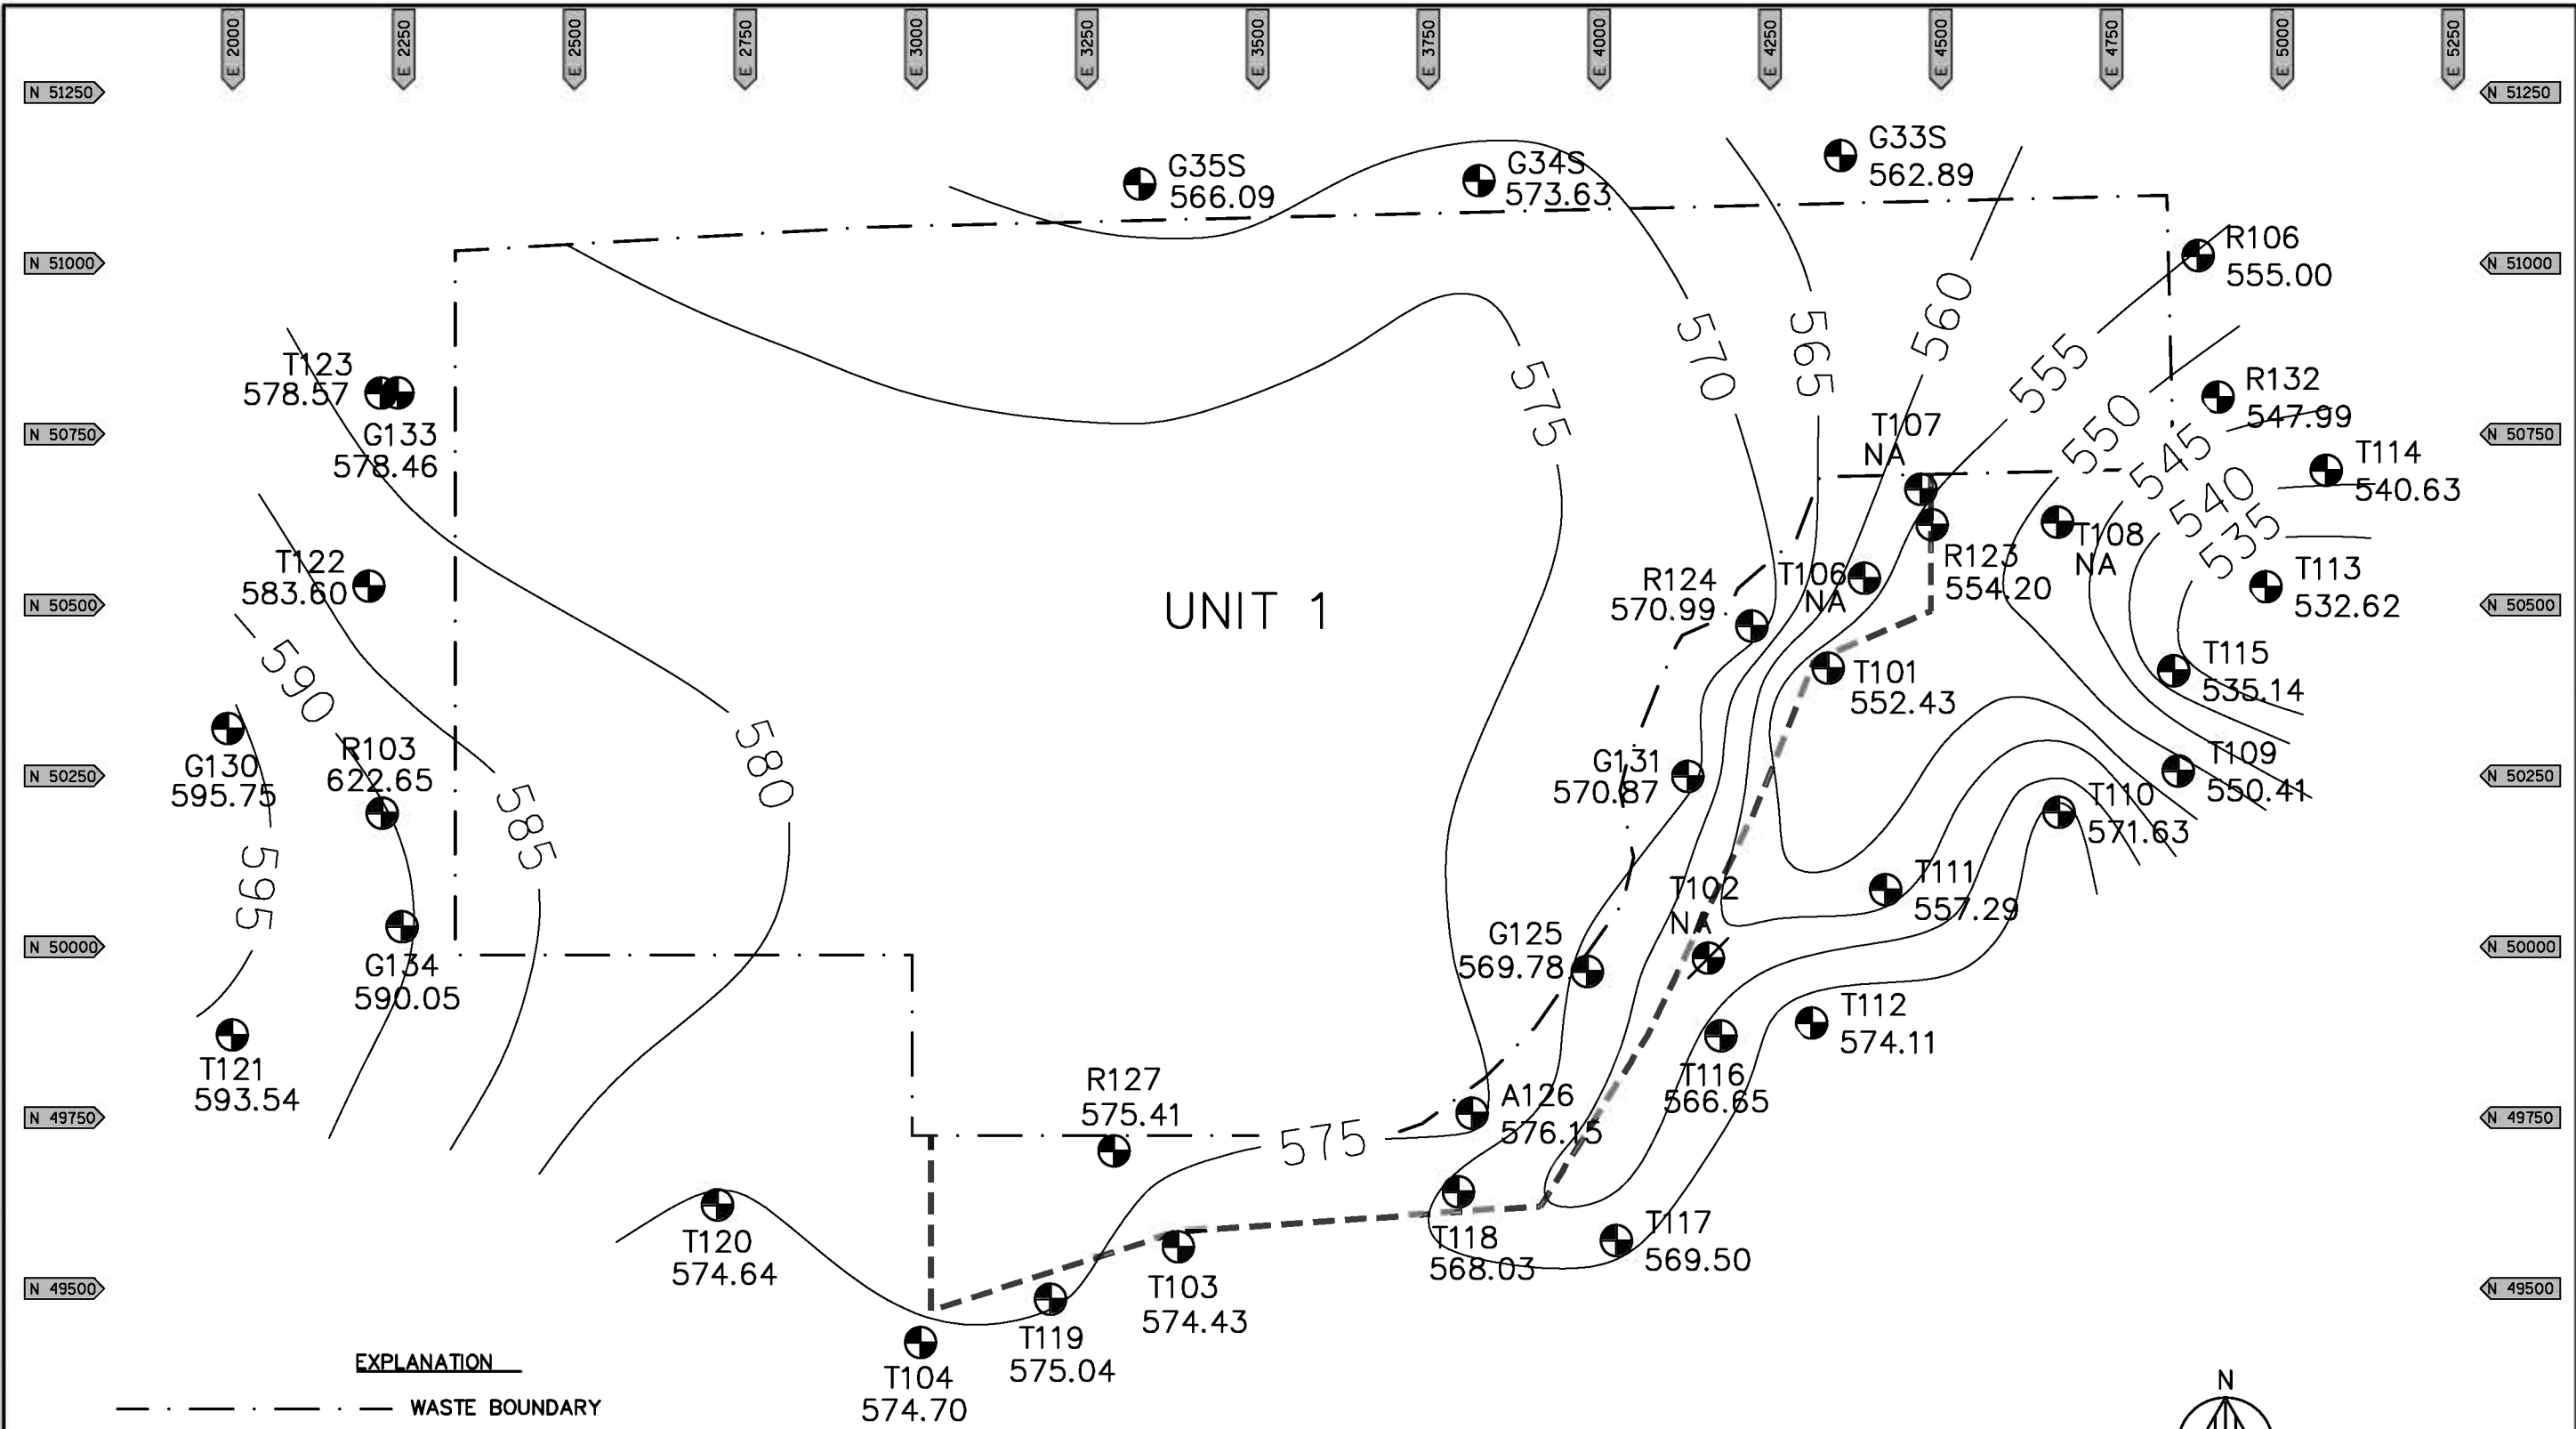 E 2000
E 2250
E 2500
E 2750
E 3000
E 3250
E 3500
E 3750
E 4000
E 4250
E 4500
E 4750
E 5000
E 5250
N 51250
N 51250
G35S
566.09
G34S
573.63
G33S
562.89
N 51000
N 51000
R106
555.00
570
565
560
555
T123
578.57
575
R132
547.99
550
G133
578.46
N 50750
N 50750
T107
NA
545
T114
540.63
540
535
T108
NA
T122
583.60
R123
554.20
T113
532.62
R124
570.99
T106
NA
UNIT 1
N 50500
N 50500
590
T101
552.43
T115
535.14
R103
622.65
G130
595.75
580
N 50250
N 50250
G131
570.87
T109
550.41
T110
571.63
585
595
T111
557.29
T102
NA
G125
569.78
N 50000
N 50000
G134
590.05
T112
574.11
T121
593.54
T116
566.65
R127
575.41
A126
576.15
N 49750
N 49750
575
T120
574.64
T118
568.03
T117
569.50
T103
574.43
N 49500
N 49500
T119
575.04
T104
574.70
EXPLANATION
WASTE BOUNDARY
N